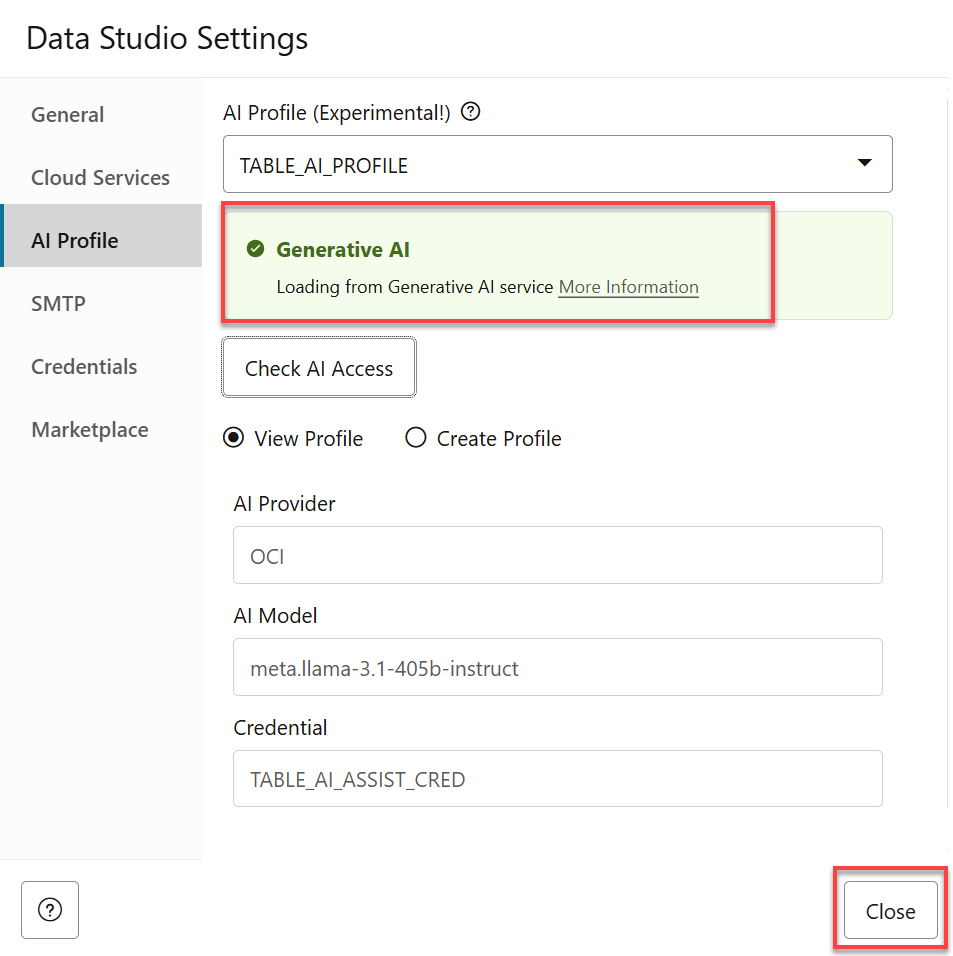 Data Studio Settings
General
Cloud Services
AI Profile
SMTP
Credentials
Marketplace
AI Profile (Experimental!) ?
TABLE_AI_PROFILE
Generative AI
Loading from Generative AI service More Information
Check AI Access
View Profile Create Profile
AI Provider
OCI
AI Model
meta.llama-3.1-405b-instruct
Credential
TABLE_AI_ASSIST_CRED
?
Close